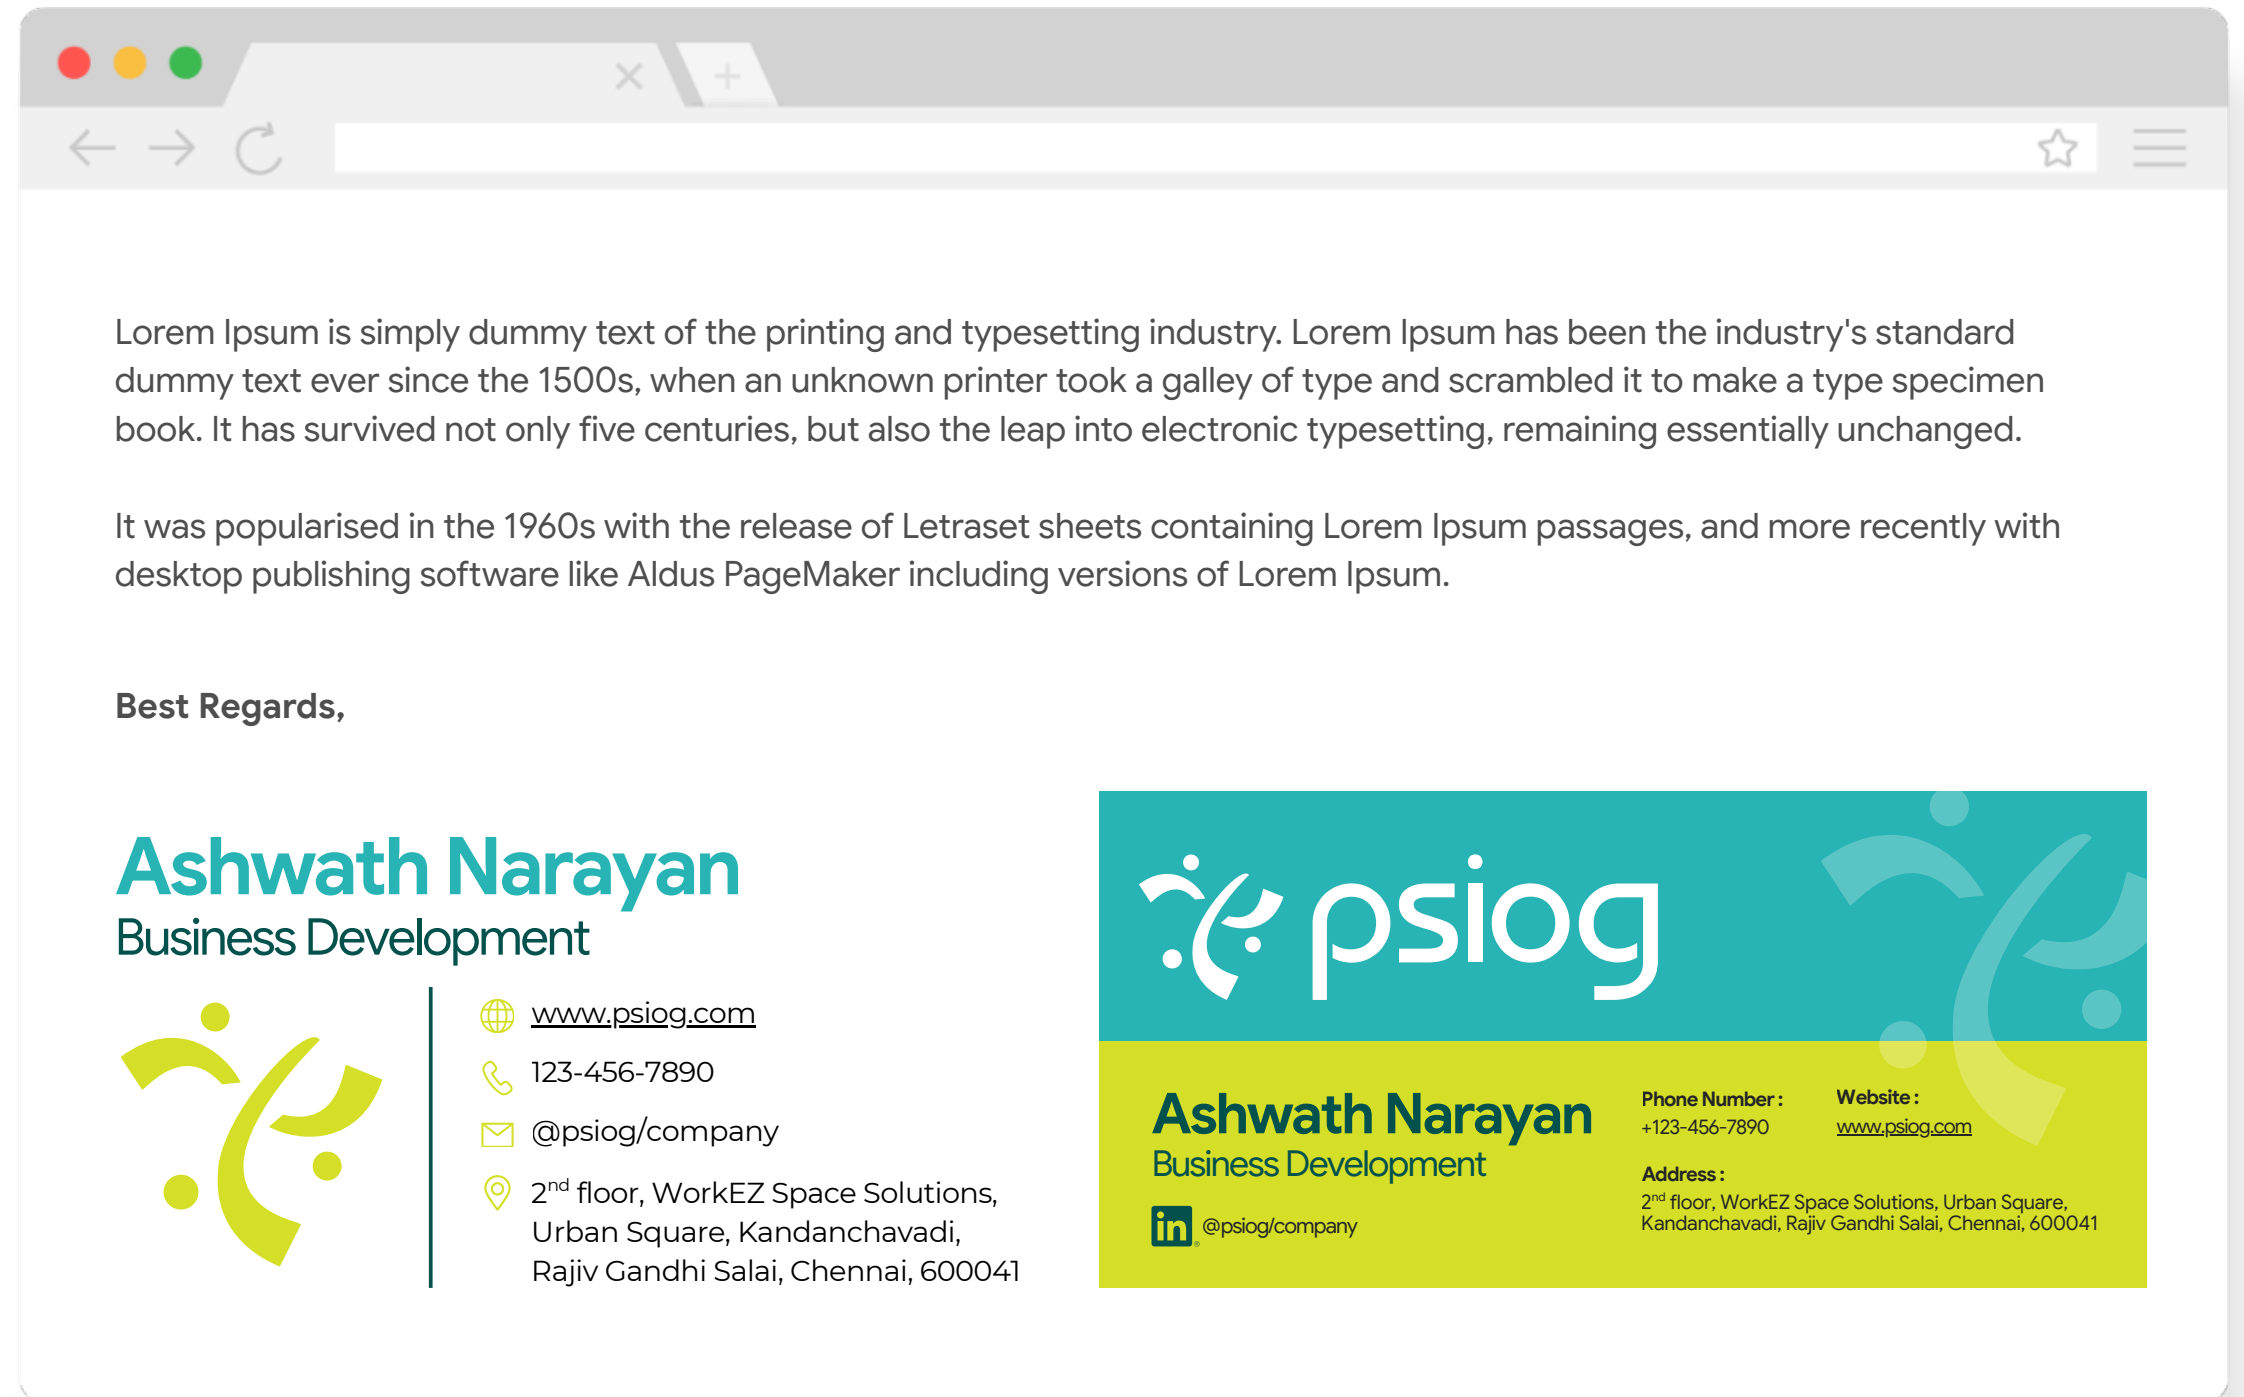 Lorem Ipsum is simply dummy text of the printing and typesetting industry. Lorem Ipsum has been the industry's standard
dummy text ever since the 1500s, when an unknown printer took a galley of type and scrambled it to make a type specimen
book. It has survived not only five centuries, but also the leap into electronic typesetting, remaining essentially unchanged.
It was popularised in the 1960s with the release of Letraset sheets containing Lorem Ipsum passages, and more recently with
desktop publishing software like Aldus PageMaker including versions of Lorem Ipsum.
Best Regards,
Ashwath Narayan
Business Development
www.psiog.com
123-456-7890
@psiog/company
2nd floor, WorkEZ Space Solutions,
Urban Square, Kandanchavadi,
Rajiv Gandhi Salai, Chennai, 600041
psiog
Ashwath Narayan
Business Development
in
@psiog/company
Phone Number :
+123-456-7890
Website :
www.psiog.com
Address :
2nd floor, WorkEZ Space Solutions, Urban Square,
Kandanchavadi, Rajiv Gandhi Salai, Chennai, 600041